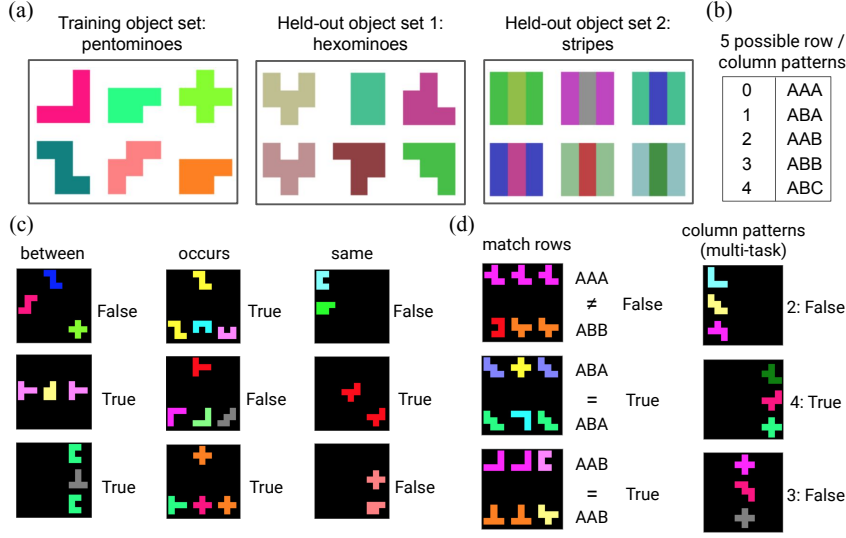 (a)
Training object set:
pentominoes
Held-out object set 1:
hexominoes
Held-out object set 2:
stripes
(b)
5 possible row /
column patterns
0 AAA
1 ABA
2 AAB
3 ABB
4 ABC
(c)
between
occurs
same
False
True
False
True
False
True
True
True
False
(d)
match rows
column patterns
(multi-task)
AAA
≠ False
ABB
2: False
ABA
= True
ABA
4: True
AAB
= True
AAB
3: False